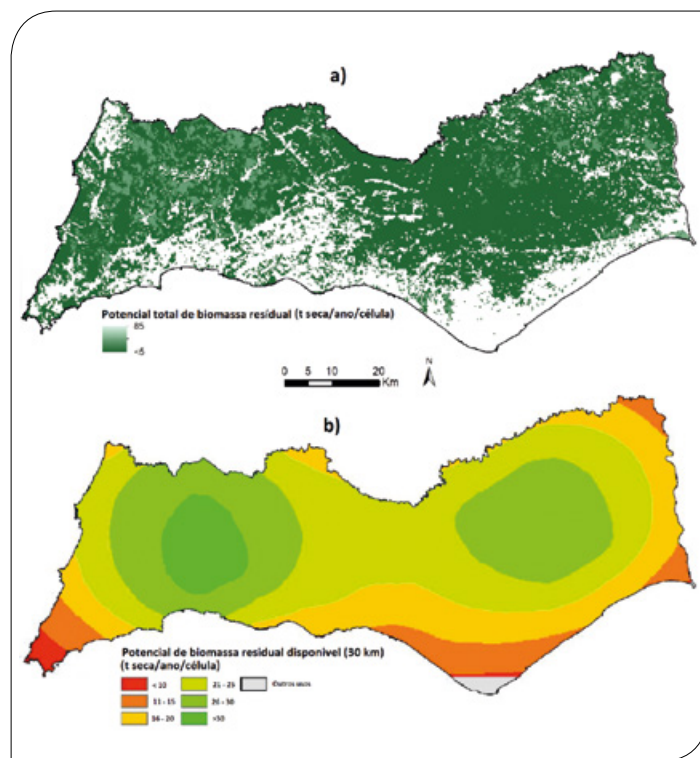 a)
Potencial total de biomassa residual (t seca/ano/célula)
85
<5
0 5 10 20
Km
N
b)
Potencial de biomassa residual disponível (30 km)
(t seca/ano/célula)
< 10 21 - 25 Outros usos
11 - 15 26 - 30
16 - 20 >30